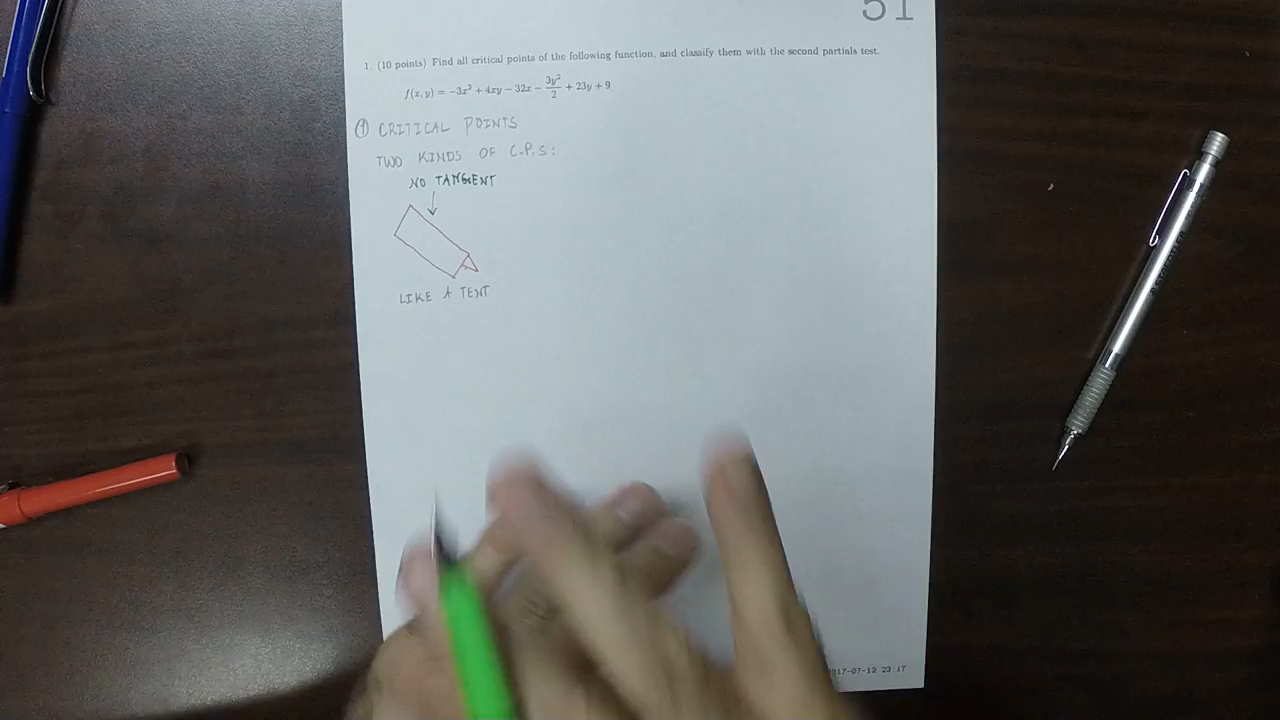 51
1. (10 points) Find all critical points of the following function, and classify them with the second partials test.
f(x, y) = −3x² + 4xy − 32x − 3y²/2 + 23y + 9
① CRITICAL POINTS
TWO KINDS OF C.P.S:
NO TANGENT
LIKE A TENT
017-07-12 23:17